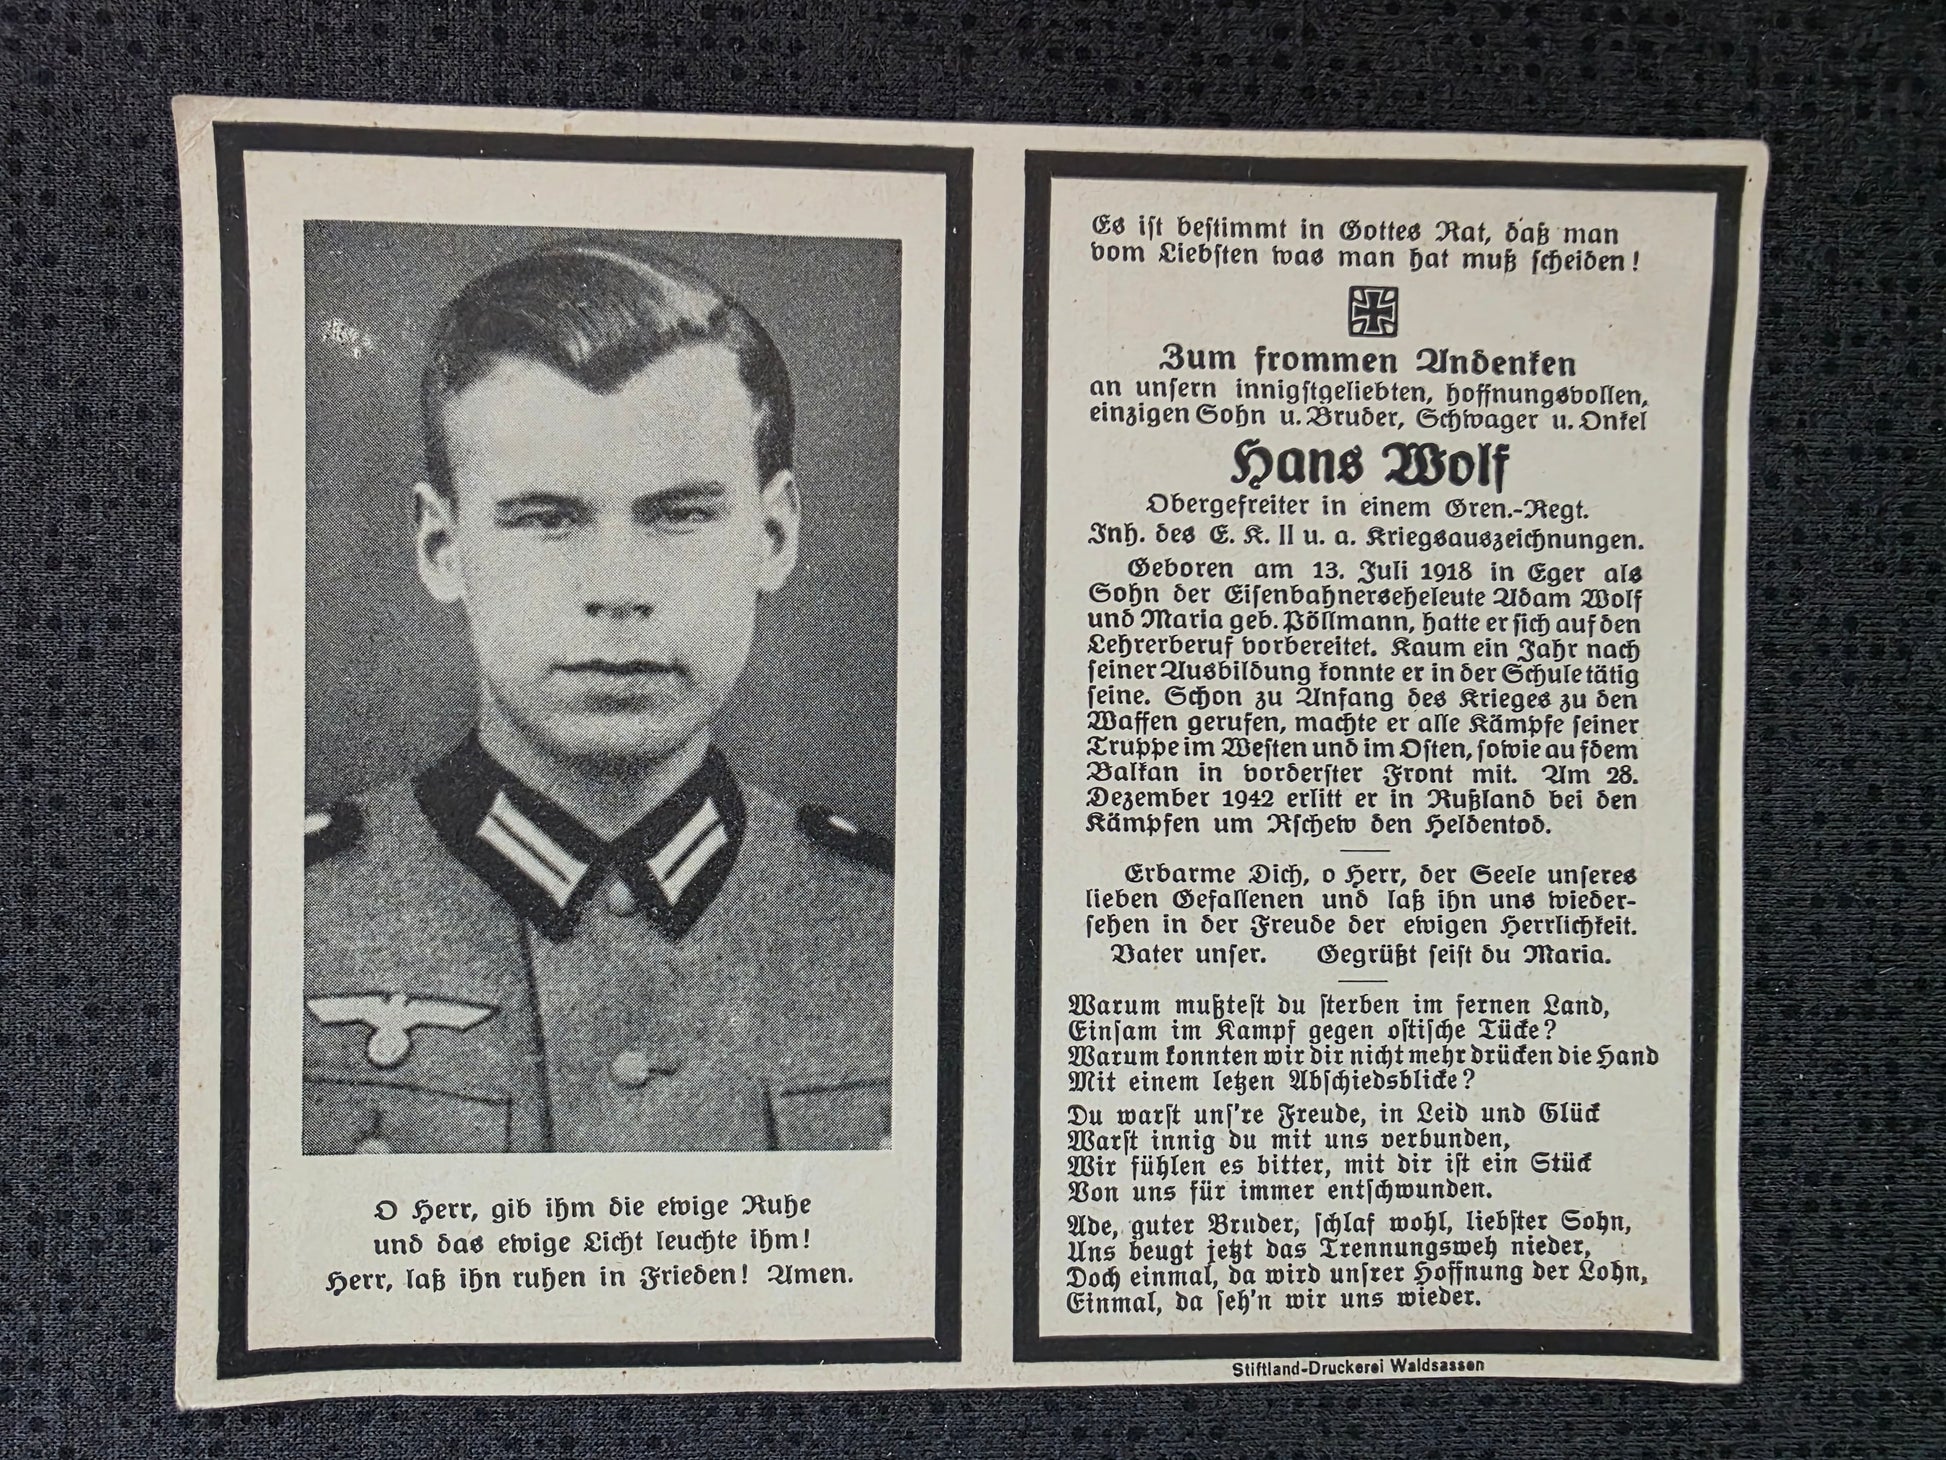 O Herr, gib ihm die ewige Ruhe
und das ewige Licht leuchte ihm!
Herr, laß ihn ruhen in Frieden! Amen.
Es ist bestimmt in Gottes Rat, daß man
vom Liebsten was man hat muß scheiden!
Zum frommen Andenken
an unsern innigstgeliebten, hoffnungsvollen,
einzigen Sohn u. Bruder, Schwager u. Onkel
Hans Wolf
Obergefreiter in einem Gren.-Regt.
Inh. des E. K. II u. a. Kriegsauszeichnungen.
Geboren am 13. Juli 1918 in Eger als
Sohn der Eisenbahnerseheleute Adam Wolf
und Maria geb. Pöllmann, hatte er sich auf den
Lehrerberuf vorbereitet. Kaum ein Jahr nach
seiner Ausbildung konnte er in der Schule tätig
seine. Schon zu Anfang des Krieges zu den
Waffen gerufen, machte er alle Kämpfe seiner
Truppe im Westen und im Osten, sowie au fdem
Balkan in vorderster Front mit. Am 28.
Dezember 1942 erlitt er in Rußland bei den
Kämpfen um Rschew den Heldentod.
Erbarme Dich, o Herr, der Seele unseres
lieben Gefallenen und laß ihn uns wieder-
sehen in der Freude der ewigen Herrlichkeit.
Vater unser. Gegrüßt seist du Maria.
Warum mußtest du sterben im fernen Land,
Einsam im Kampf gegen ostische Tücke?
Warum konnten wir dir nicht mehr drücken die Hand
Mit einem letzen Abschiedsblicke?
Du warst uns're Freude, in Leid und Glück
Warst innig du mit uns verbunden,
Wir fühlen es bitter, mit dir ist ein Stück
Von uns für immer entschwunden.
Ade, guter Bruder, schlaf wohl, liebster Sohn,
Uns beugt jetzt das Trennungsweh nieder,
Doch einmal, da wird unsrer Hoffnung der Lohn,
Einmal, da seh'n wir uns wieder.
Stiftland-Druckerei Waldsassen